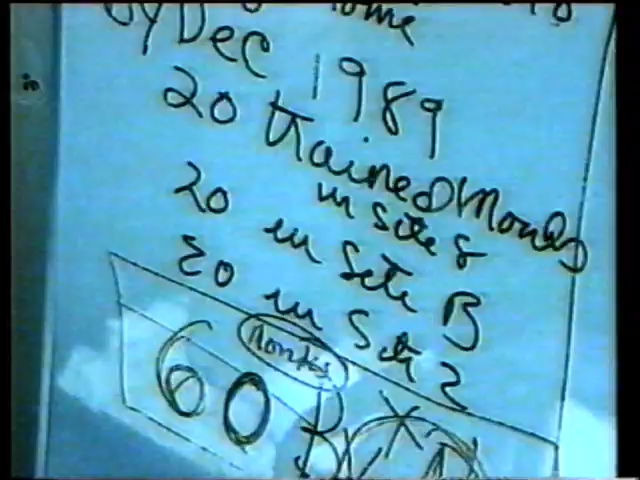 by Dec 1989
20 trained Monks
in site 8
20 in Site B
20 in Site 2
60 Monks